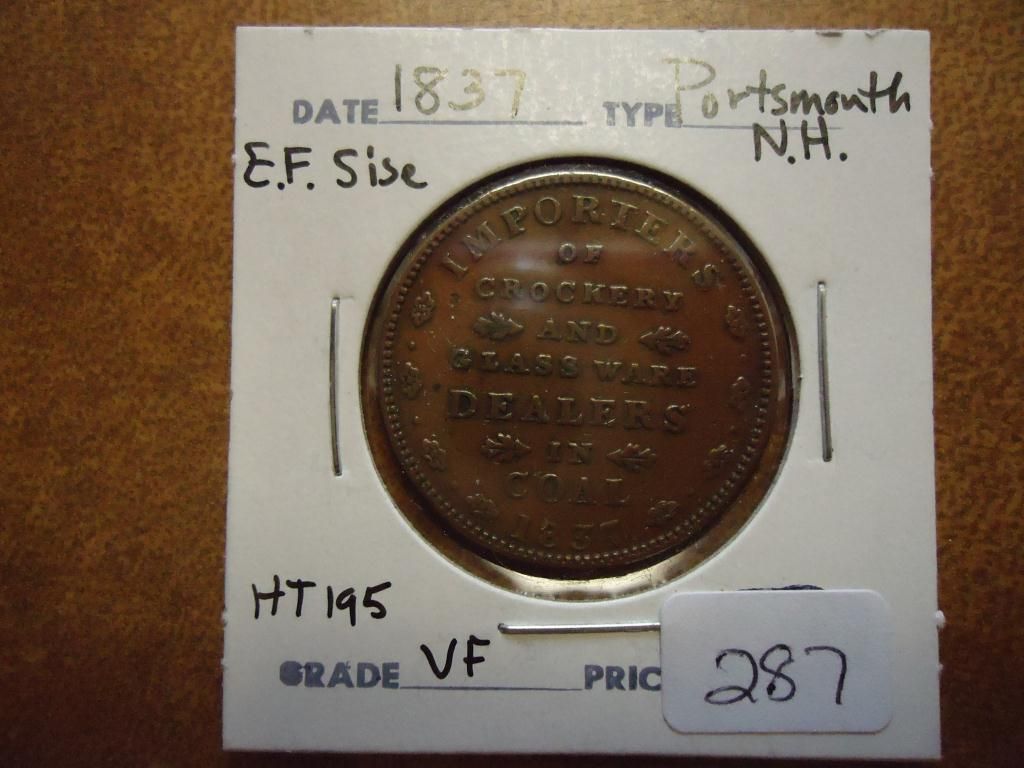 DATE 1837 TYPE Portsmouth
N.H.
E.F. Sise
IMPORTERS
OF
CROCKERY
AND
GLASS WARE
DEALERS
IN
COAL
1837
HT195
GRADE VF PRIC
287